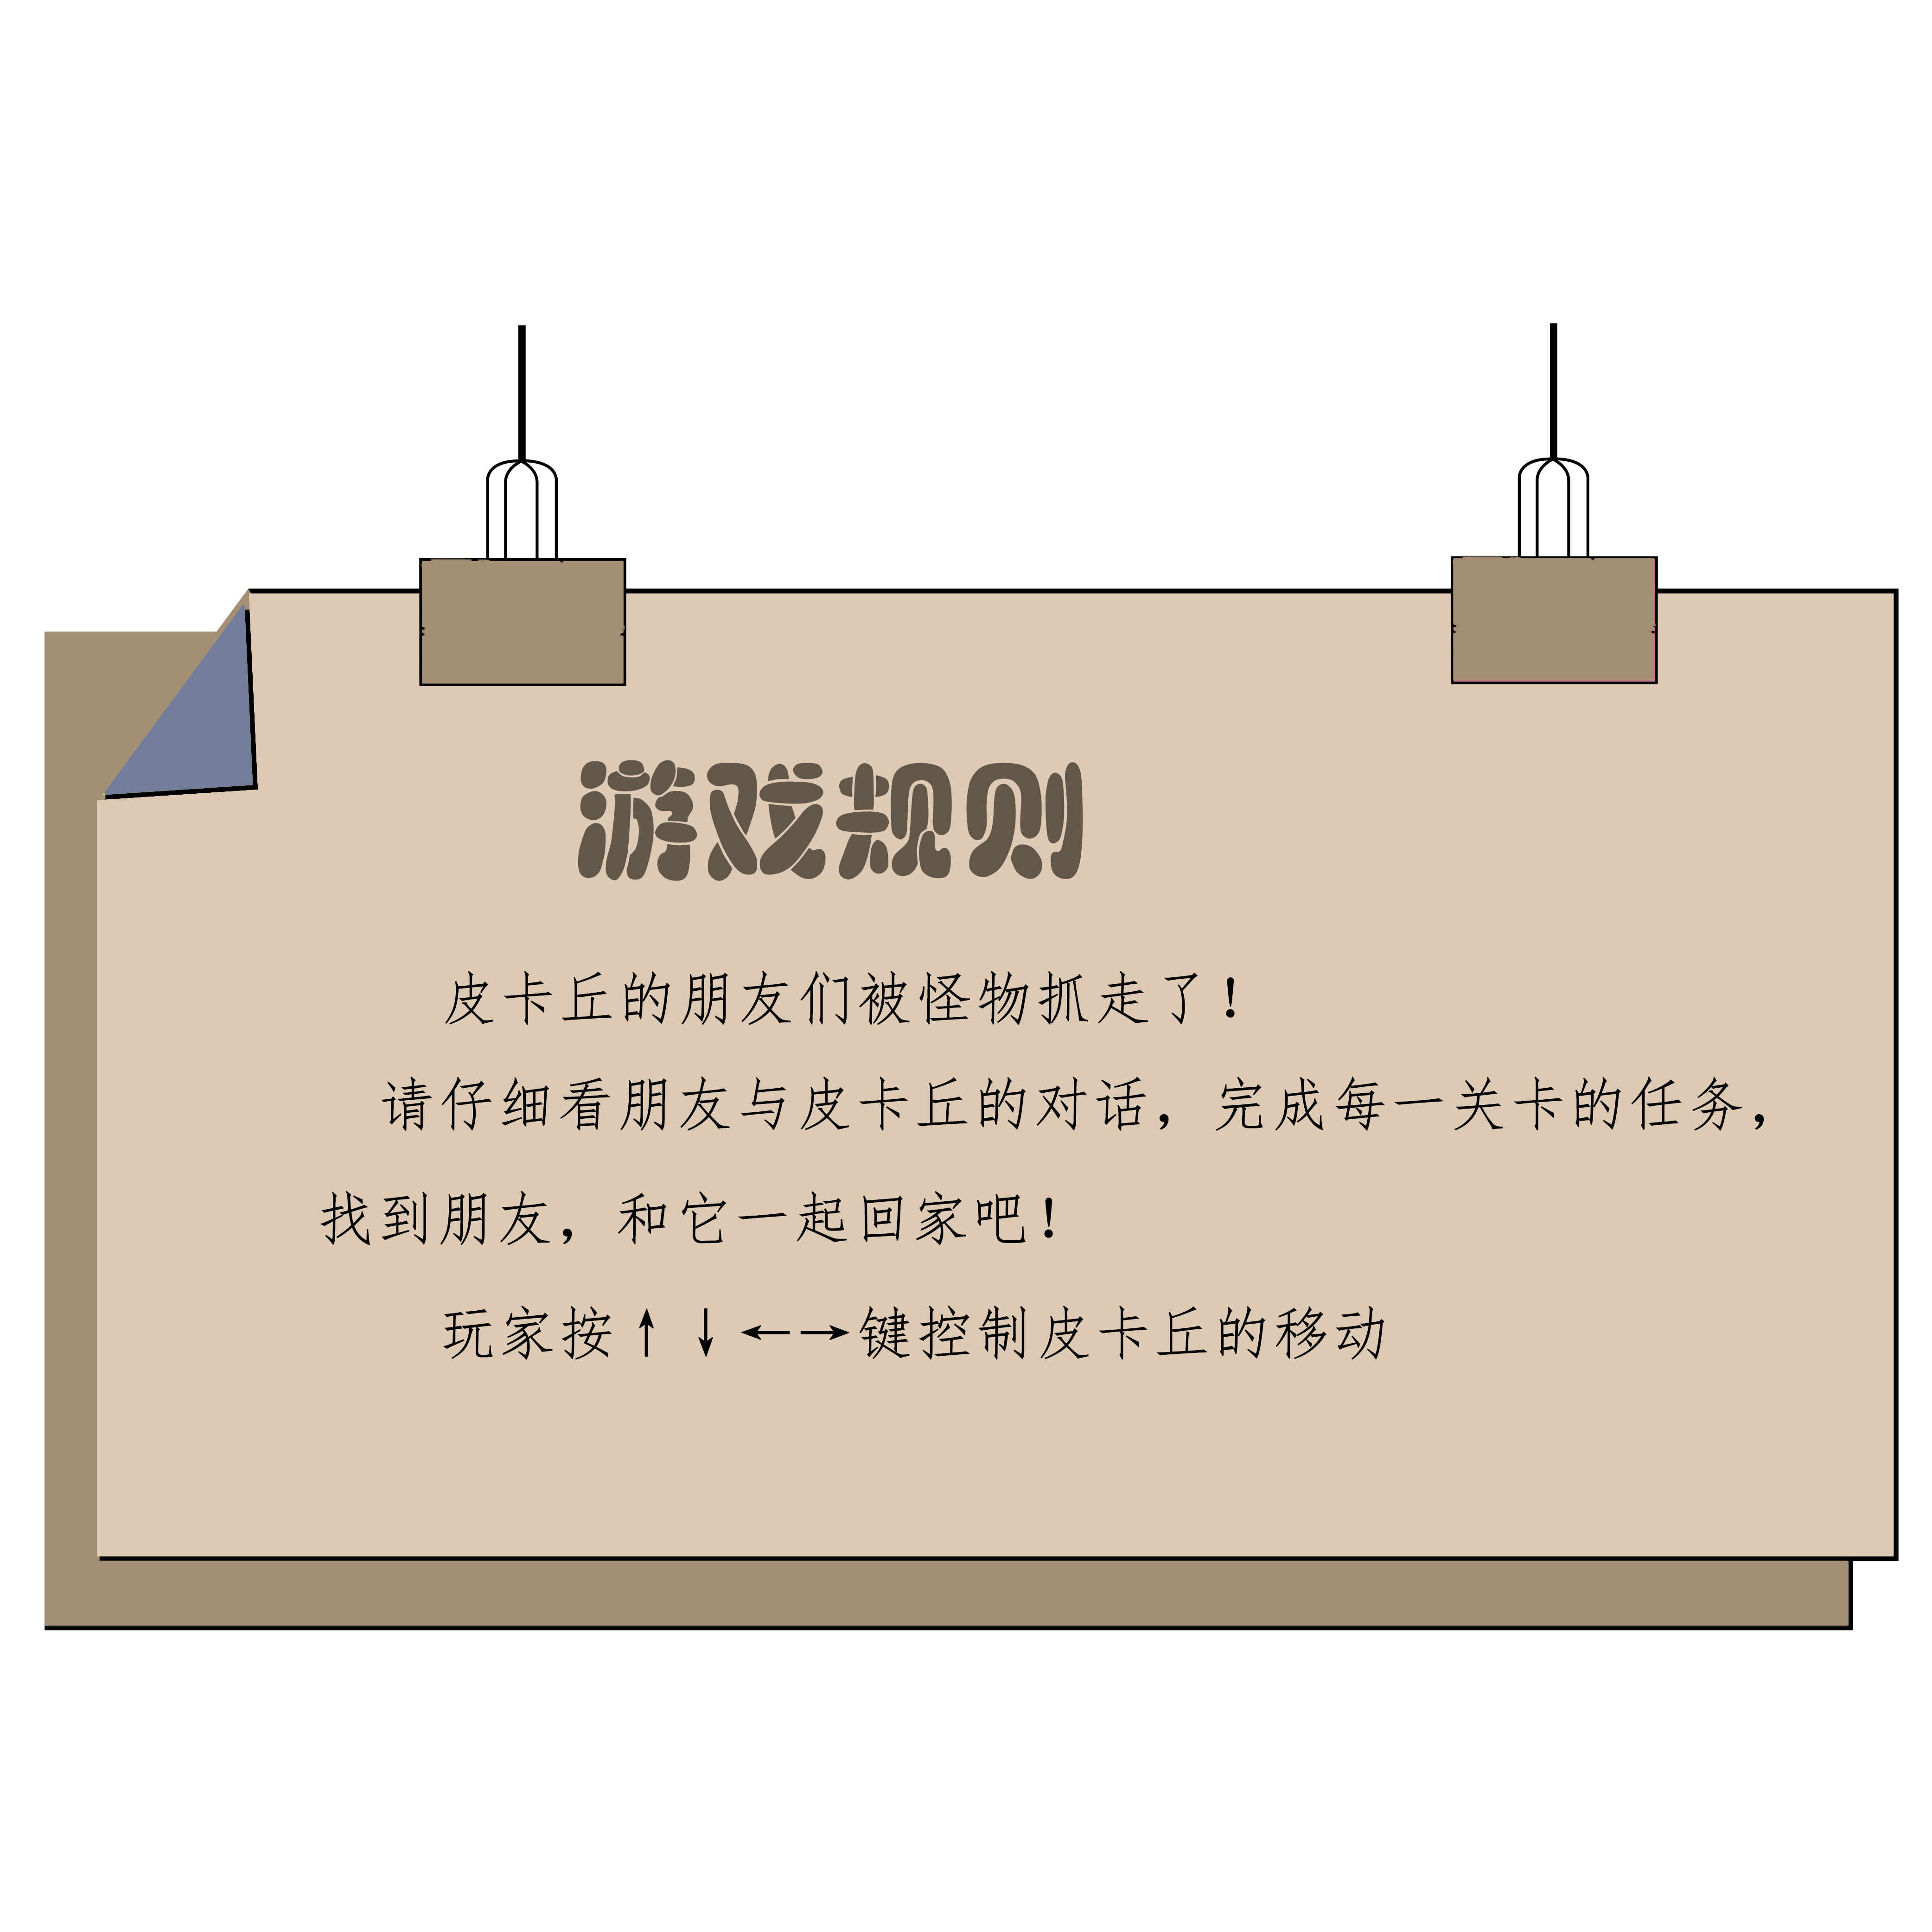 游戏规则
皮卡丘的朋友们被怪物抓走了！
请仔细看朋友与皮卡丘的对话，完成每一关卡的任务，
找到朋友，和它一起回家吧！
玩家按↑ ↓ ←→键控制皮卡丘的移动